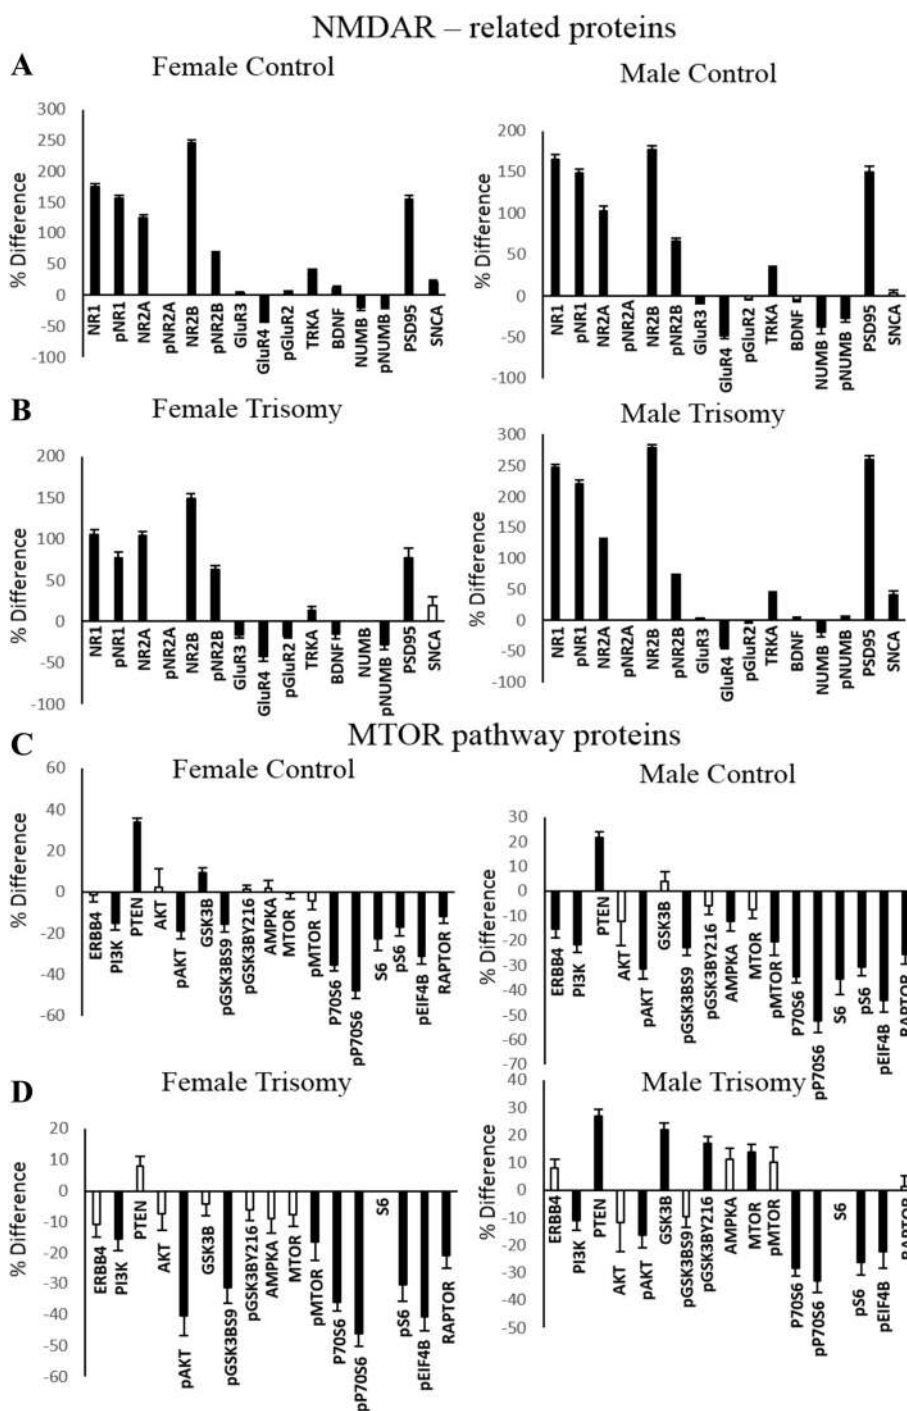 NMDAR – related proteins
A
Female Control
Male Control
% Difference
300
250
200
150
100
50
0
-50
-100
NR1
pNR1
NR2A
pNR2A
NR2B
pNR2B
GluR3
GluR4
pGluR2
TRKA
BDNF
NUMB
pNUMB
PSD95
SNCA
% Difference
200
150
100
50
0
-50
-100
NR1
pNR1
NR2A
pNR2A
NR2B
pNR2B
GluR3
GluR4
pGluR2
TRKA
BDNF
NUMB
pNUMB
PSD95
SNCA
B
Female Trisomy
Male Trisomy
% Difference
200
150
100
50
0
-50
-100
NR1
pNR1
NR2A
pNR2A
NR2B
pNR2B
GluR3
GluR4
pGluR2
TRKA
BDNF
NUMB
pNUMB
PSD95
SNCA
% Difference
300
250
200
150
100
50
0
-50
-100
NR1
pNR1
NR2A
pNR2A
NR2B
pNR2B
GluR3
GluR4
pGluR2
TRKA
BDNF
NUMB
pNUMB
PSD95
SNCA
MTOR pathway proteins
C
Female Control
Male Control
% Difference
60
40
20
0
-20
-40
-60
ERBB4
PI3K
PTEN
AKT
pAKT
GSK3B
pGSK3BS9
pGSK3BY216
AMPKA
MTOR
pMTOR
P70S6
pP70S6
S6
pS6
pEIF4B
RAPTOR
% Difference
30
20
10
0
-10
-20
-30
-40
-50
-60
-70
ERBB4
PI3K
PTEN
AKT
pAKT
GSK3B
pGSK3BS9
pGSK3BY216
AMPKA
MTOR
pMTOR
P70S6
pP70S6
S6
pS6
pEIF4B
RAPTOR
D
Female Trisomy
Male Trisomy
% Difference
20
10
0
-10
-20
-30
-40
-50
-60
ERBB4
PI3K
PTEN
AKT
pAKT
GSK3B
pGSK3BS9
pGSK3BY216
AMPKA
MTOR
pMTOR
P70S6
pP70S6
S6
pS6
pEIF4B
RAPTOR
% Difference
40
30
20
10
0
-10
-20
-30
-40
-50
ERBB4
PI3K
PTEN
AKT
pAKT
GSK3B
pGSK3BS9
pGSK3BY216
AMPKA
MTOR
pMTOR
P70S6
pP70S6
S6
pS6
pEIF4B
RAPTOR